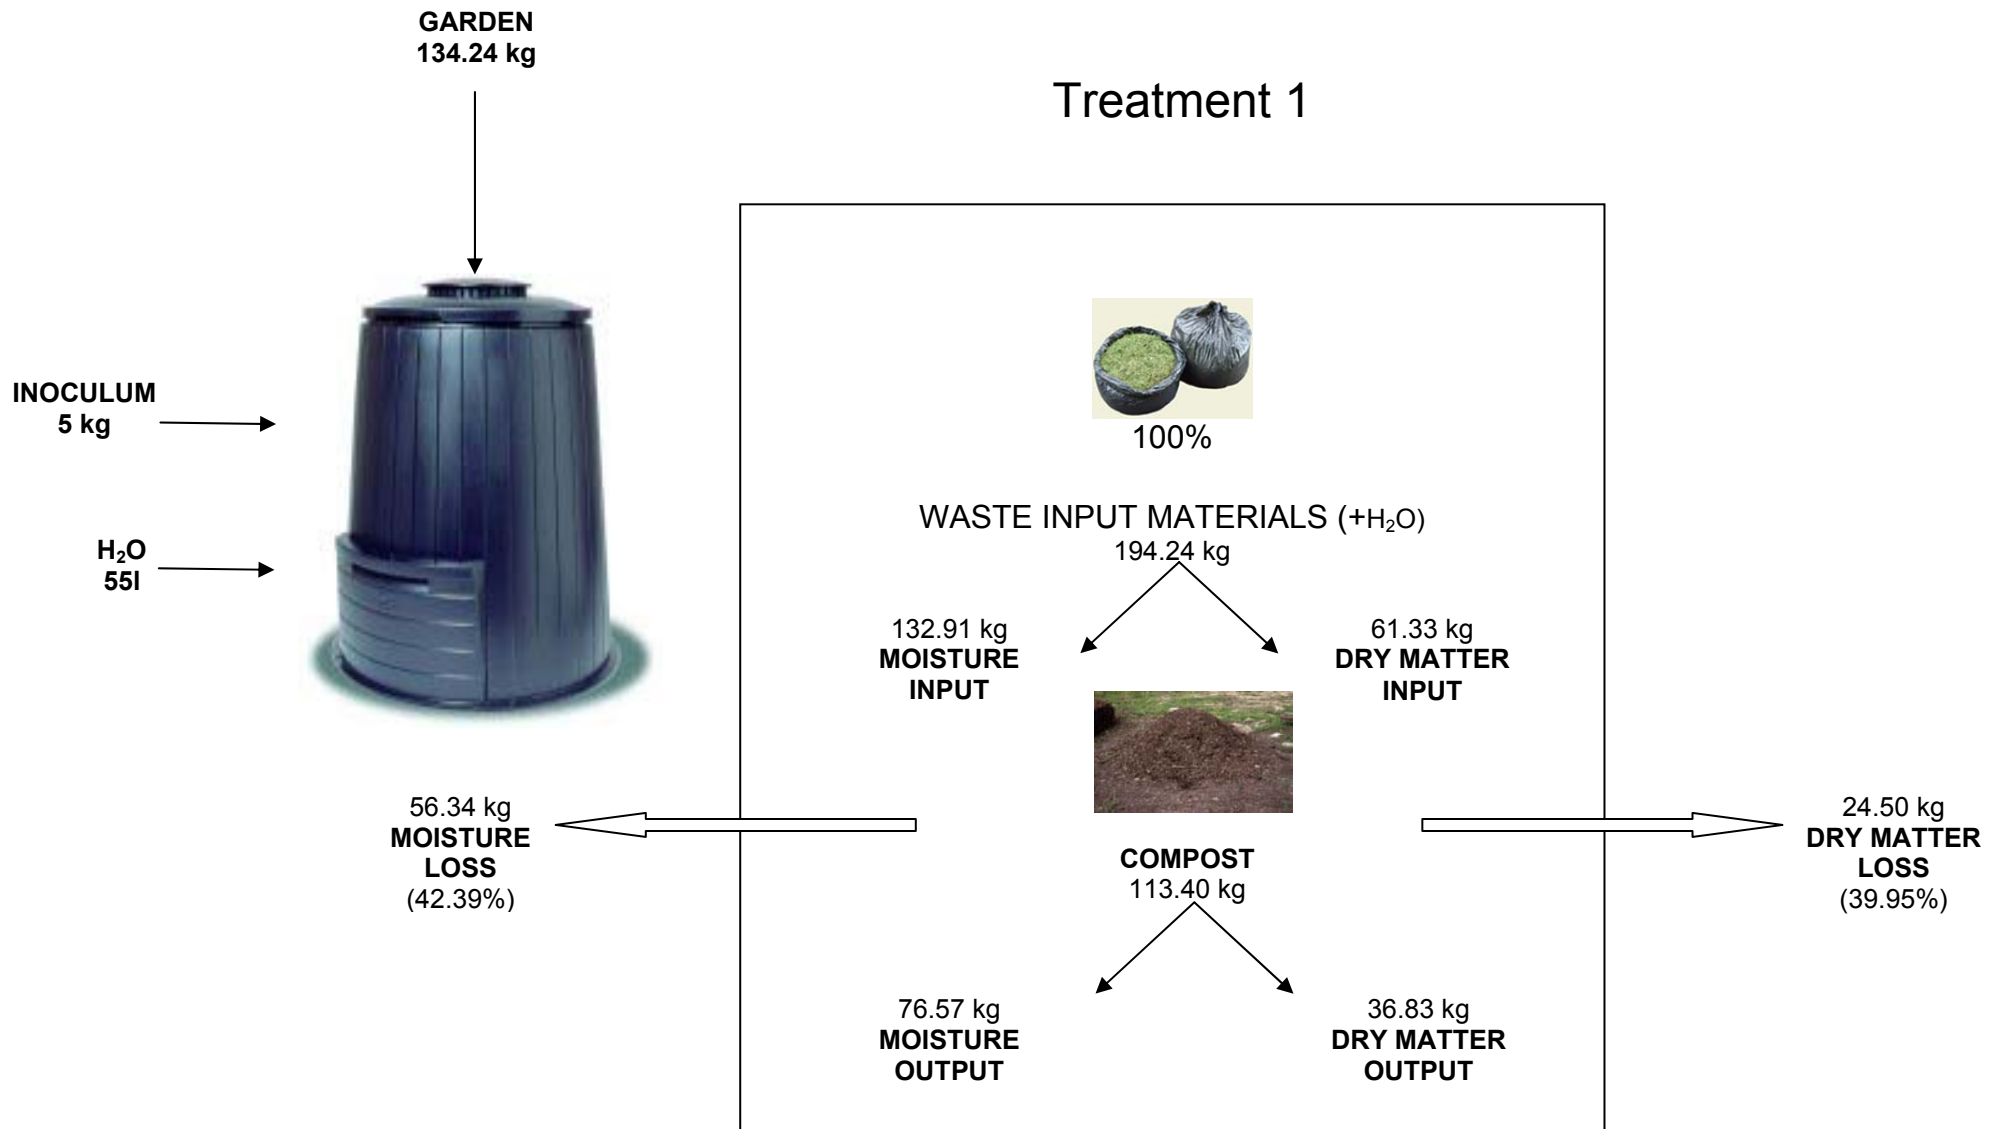 GARDEN
134.24 kg
Treatment 1
INOCULUM
5 kg
H₂O
55l
100%
WASTE INPUT MATERIALS (+H₂O)
194.24 kg
132.91 kg
MOISTURE
INPUT
61.33 kg
DRY MATTER
INPUT
56.34 kg
MOISTURE
LOSS
(42.39%)
24.50 kg
DRY MATTER
LOSS
(39.95%)
COMPOST
113.40 kg
76.57 kg
MOISTURE
OUTPUT
36.83 kg
DRY MATTER
OUTPUT